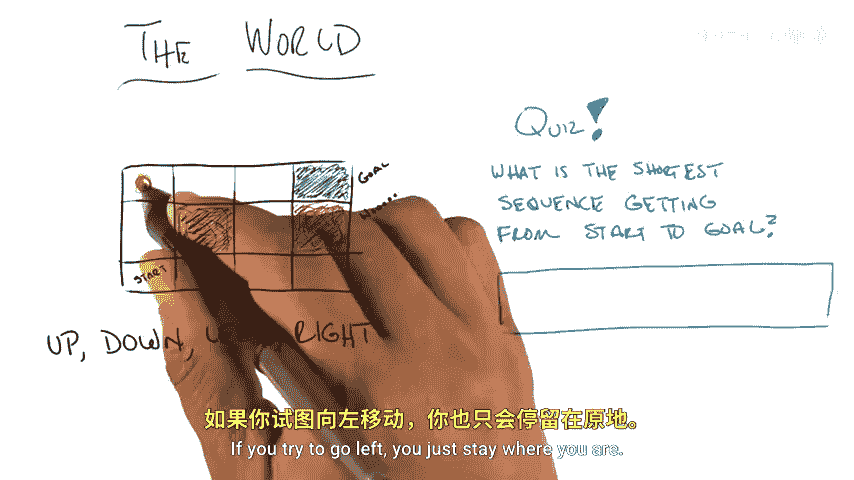 THE WORLD
QUIZ!
WHAT IS THE SHORTEST
SEQUENCE GETTING
FROM START TO GOAL?
GOAL
START
UP, DOWN, RIGHT
如果你试图向左移动，你也只会停留在原地。
If you try to go left, you just stay where you are.